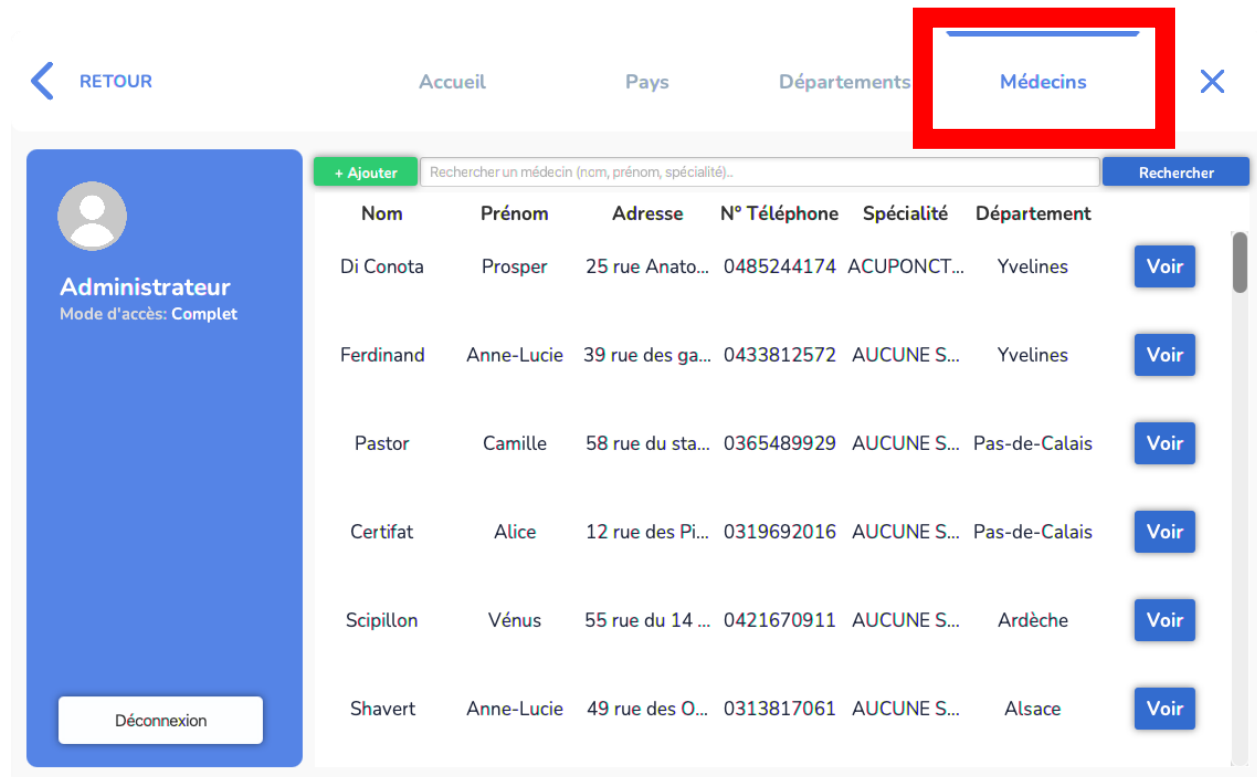 RETOUR Accueil Pays Départements Médecins
+ Ajouter Rechercher un médecin (nom, prénom, spécialité).. Rechercher
Nom Prénom Adresse N° Téléphone Spécialité Département
Administrateur
Mode d'accès: Complet
Di Conota Prosper 25 rue Anato... 0485244174 ACUPONCT... Yvelines Voir
Ferdinand Anne-Lucie 39 rue des ga... 0433812572 AUCUNE S... Yvelines Voir
Pastor Camille 58 rue du sta... 0365489929 AUCUNE S... Pas-de-Calais Voir
Certifat Alice 12 rue des Pi... 0319692016 AUCUNE S... Pas-de-Calais Voir
Scipillon Vénus 55 rue du 14 ... 0421670911 AUCUNE S... Ardèche Voir
Shavert Anne-Lucie 49 rue des O... 0313817061 AUCUNE S... Alsace Voir
Déconnexion